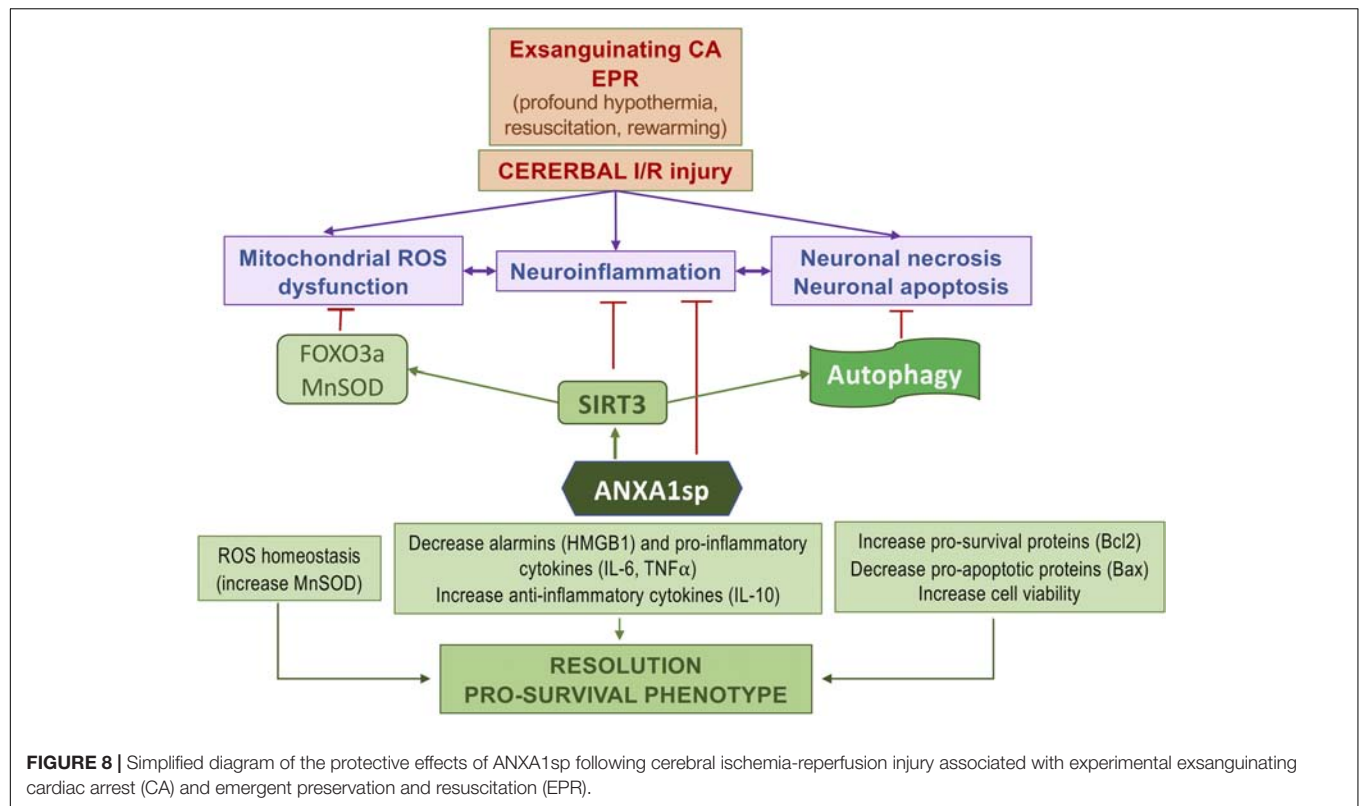 Exsanguinating CA
EPR
(profound hypothermia,
resuscitation, rewarming)
CERERBAL I/R injury
Mitochondrial ROS
dysfunction
Neuroinflammation
Neuronal necrosis
Neuronal apoptosis
FOXO3a
MnSOD
SIRT3
Autophagy
ANXA1sp
ROS homeostasis
(increase MnSOD)
Decrease alarmins (HMGB1) and pro-inflammatory
cytokines (IL-6, TNFα)
Increase anti-inflammatory cytokines (IL-10)
Increase pro-survival proteins (Bcl2)
Decrease pro-apoptotic proteins (Bax)
Increase cell viability
RESOLUTION
PRO-SURVIVAL PHENOTYPE
FIGURE 8 | Simplified diagram of the protective effects of ANXA1sp following cerebral ischemia-reperfusion injury associated with experimental exsanguinating
cardiac arrest (CA) and emergent preservation and resuscitation (EPR).